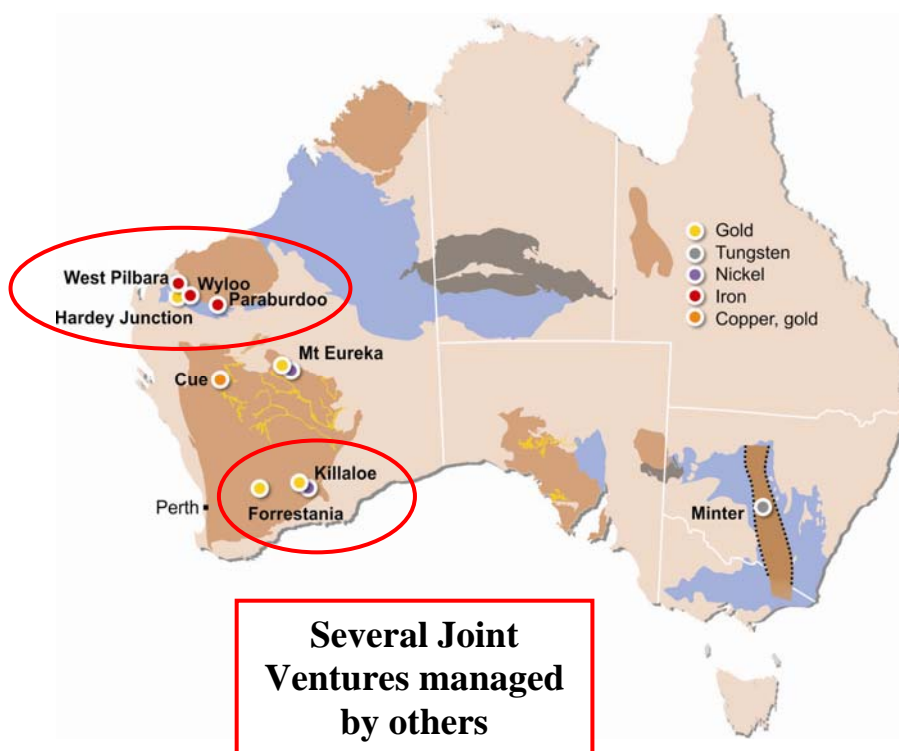 Gold
Tungsten
Nickel
Iron
Copper, gold
West Pilbara
Wyloo
Paraburdoo
Hardey Junction
Mt Eureka
Cue
Killaloe
Perth
Forrestania
Minter
Several Joint
Ventures managed
by others